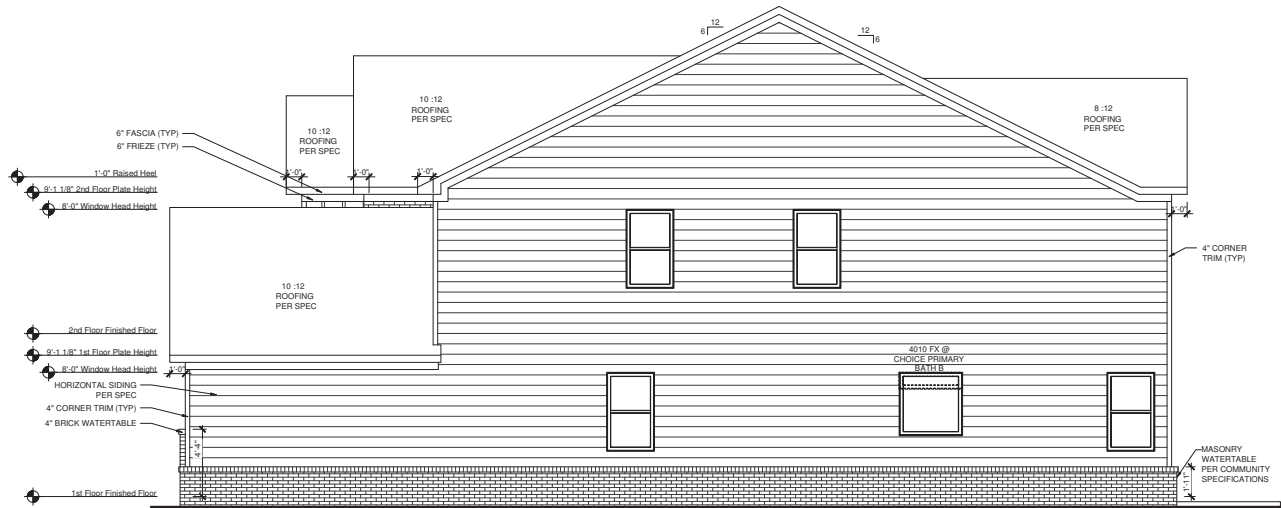 12
6
12
6
10 :12
ROOFING
PER SPEC
10 :12
ROOFING
PER SPEC
8 :12
ROOFING
PER SPEC
6" FASCIA (TYP)
6" FRIEZE (TYP)
1'-0" Raised Heel
1'-0"
1'-0"
1'-0"
9'-1 1/8" 2nd Floor Plate Height
8'-0" Window Head Height
1'-0"
4" CORNER
TRIM (TYP)
10 :12
ROOFING
PER SPEC
2nd Floor Finished Floor
9'-1 1/8" 1st Floor Plate Height
8'-0" Window Head Height
1'-0"
4010 FX @
CHOICE PRIMARY
BATH B
HORIZONTAL SIDING
PER SPEC
4" CORNER TRIM (TYP)
4" BRICK WATERTABLE
4'-4"
MASONRY
WATERTABLE
PER COMMUNITY
SPECIFICATIONS
1'-11"
1st Floor Finished Floor